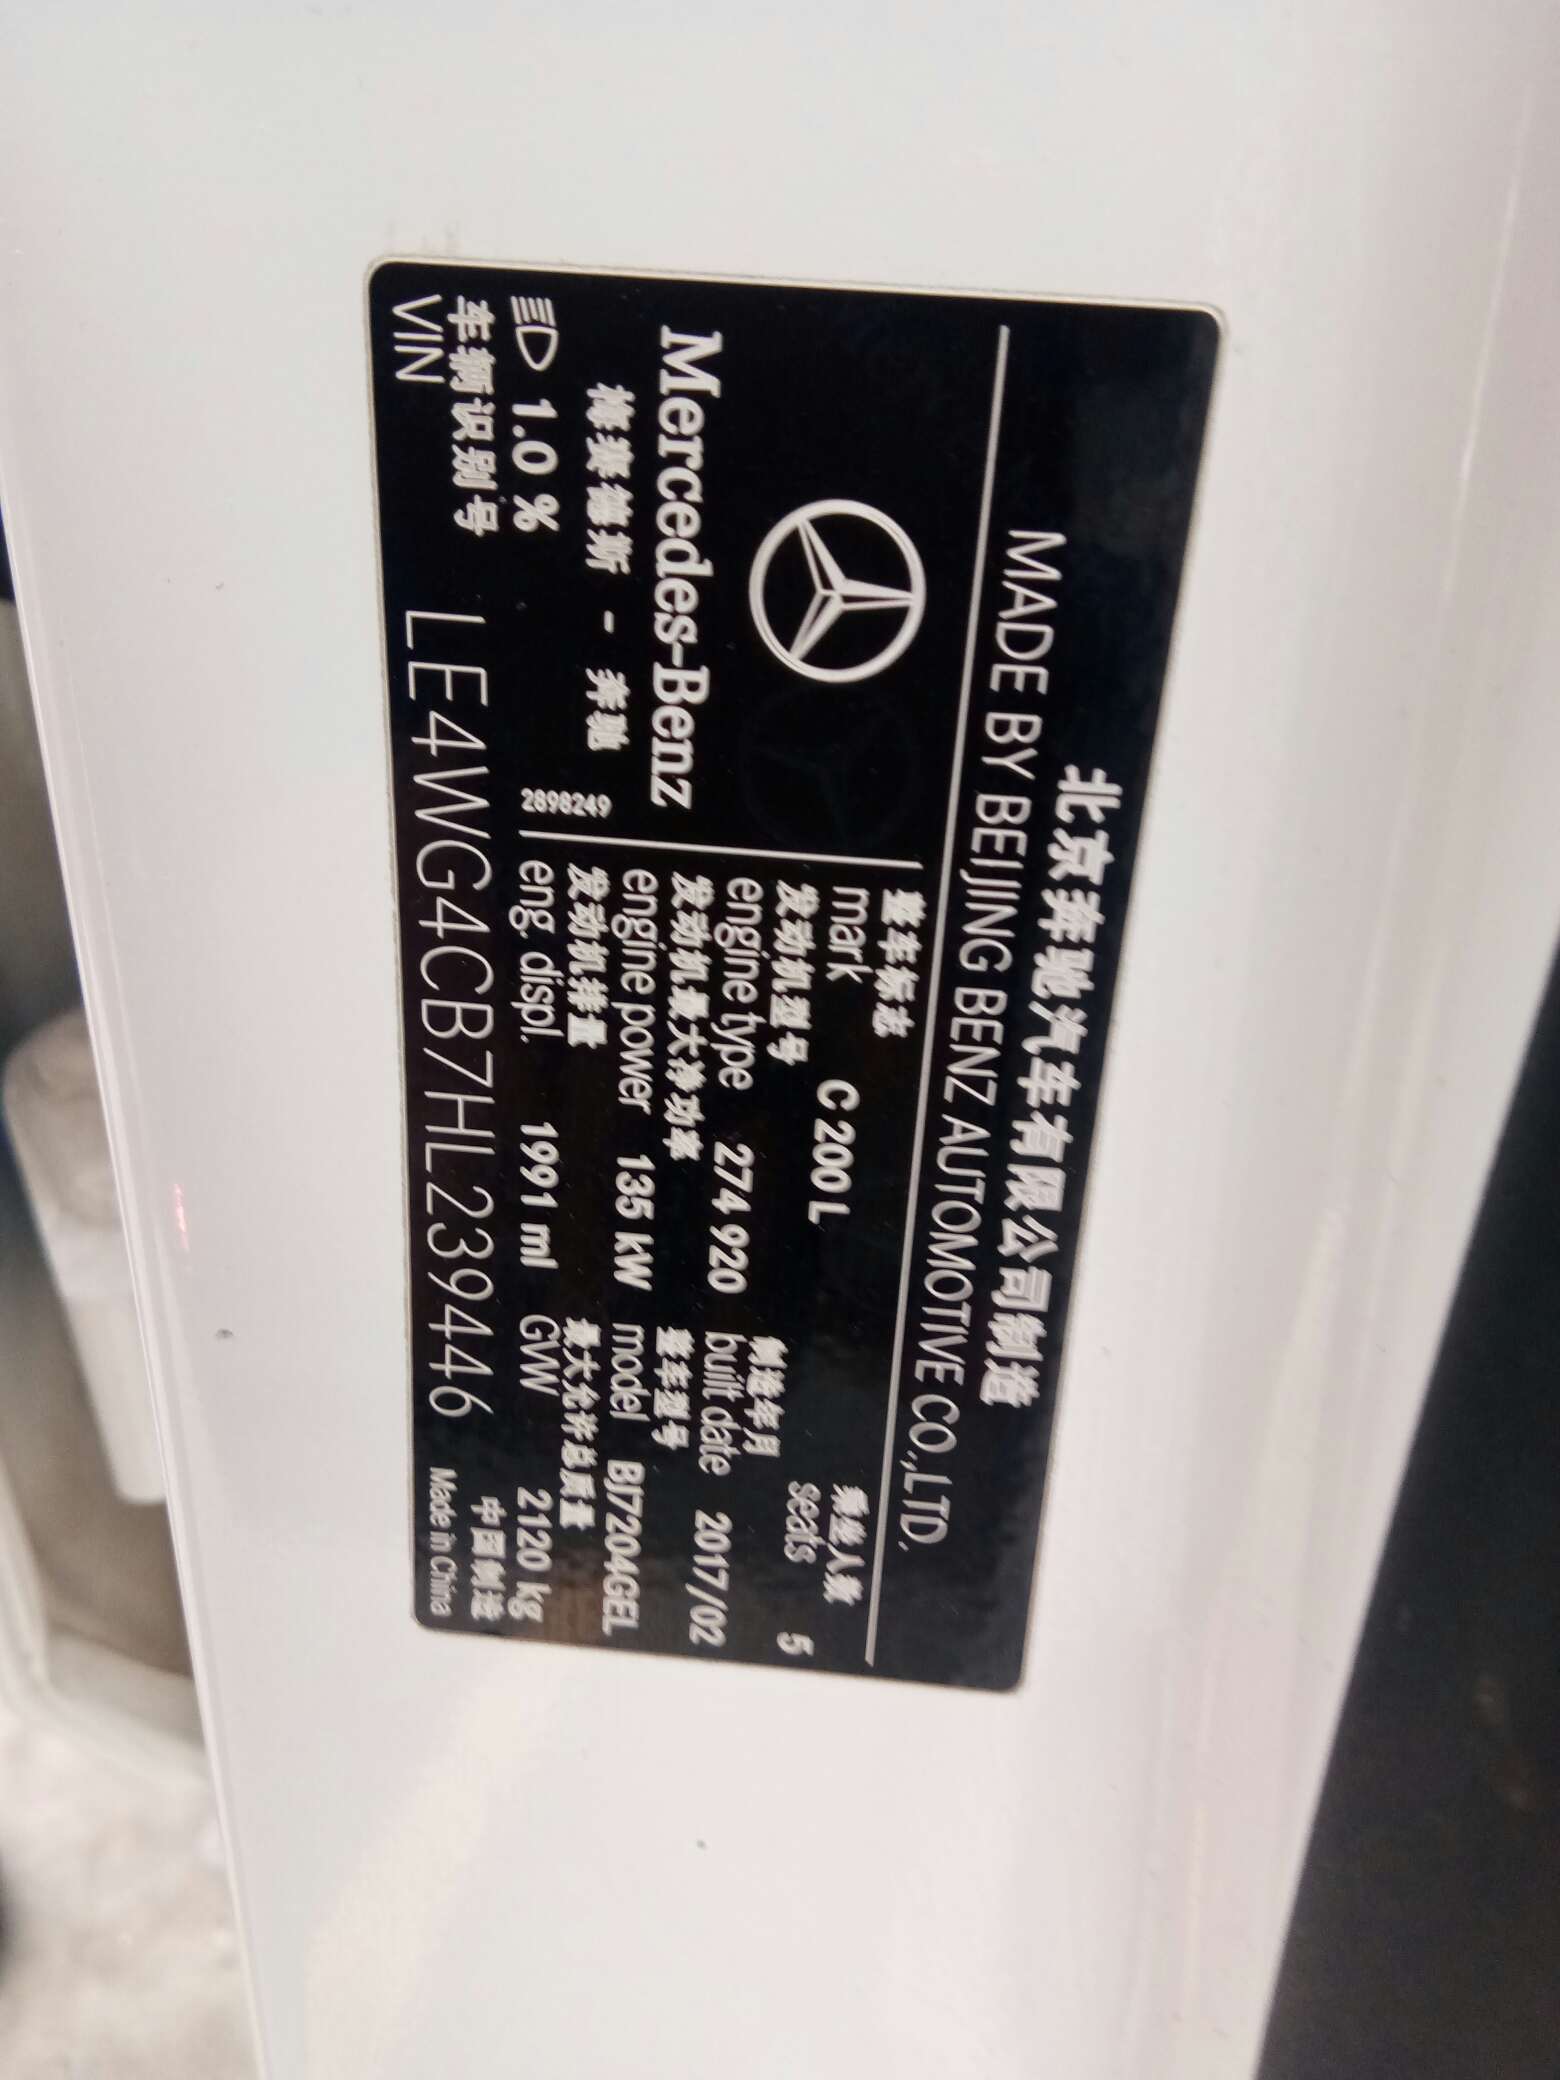 北京奔驰汽车有限公司制造
MADE BY BEIJING BENZ AUTOMOTIVE CO.,LTD.
Mercedes-Benz
梅赛德斯 - 奔驰
2898249
1.0 %
整车标志
mark C 200 L
发动机型号
engine type 274 920
发动机最大净功率
engine power 135 kW
发动机排量
eng. displ. 1991 ml
乘坐人数
seats 5
制造年月
built date 2017/02
整车型号
model BJ7204GEL
最大允许总质量
GVW 2120 kg
车辆识别号
VIN LE4WG4CB7HL239446
中国制造
Made in China